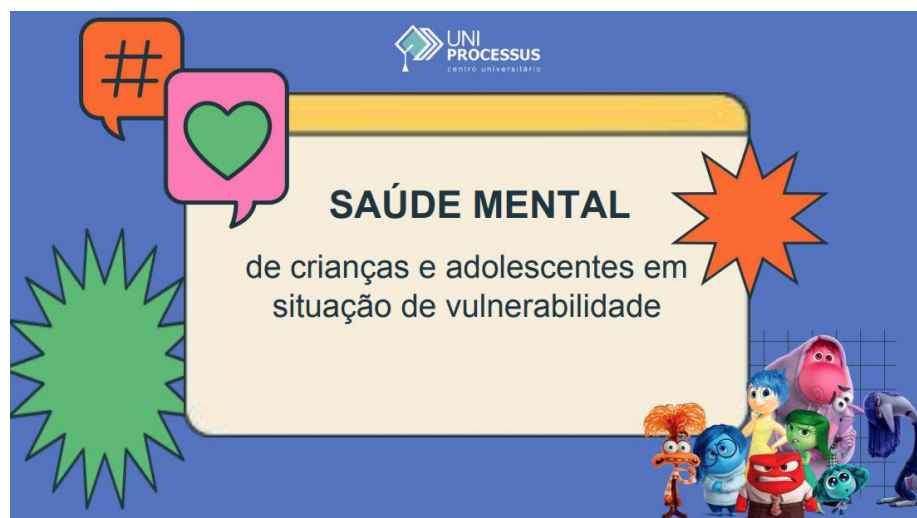 #
UNI
PROCESSUS
centro universitário
SAÚDE MENTAL
de crianças e adolescentes em
situação de vulnerabilidade